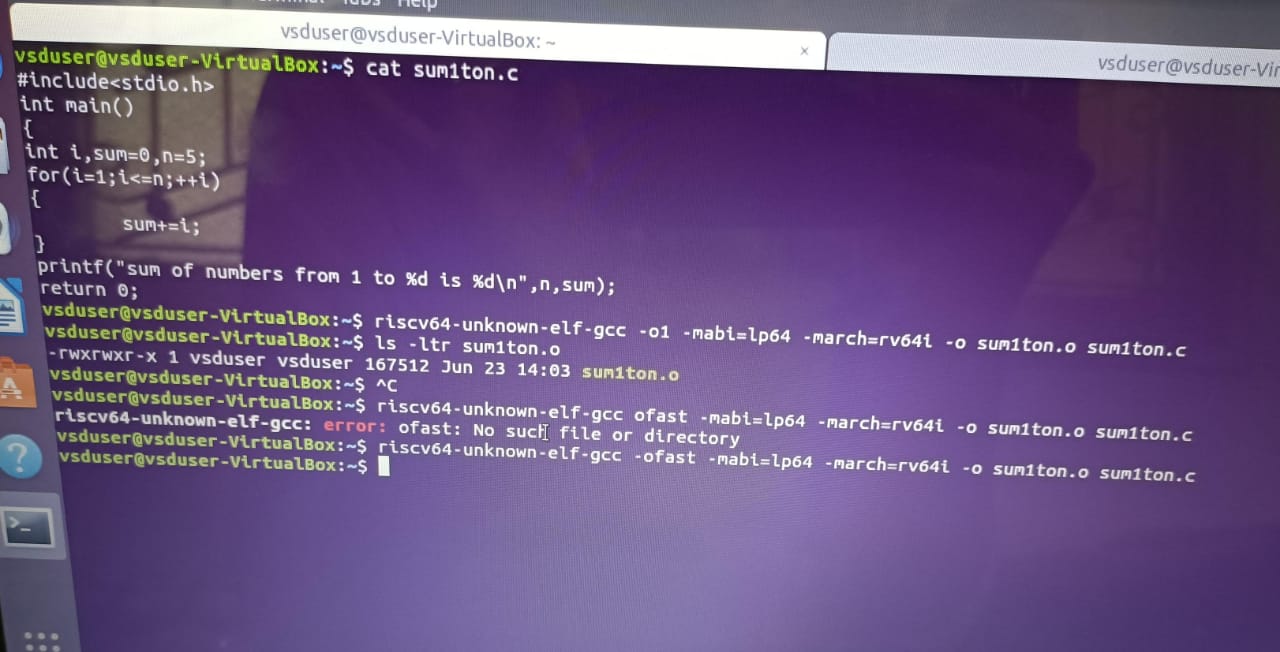 Help
vsduser@vsduser-VirtualBox: ~
×
vsduser@vsduser-Vir
vsduser@vsduser-VirtualBox:~$ cat sum1ton.c
#include<stdio.h>
int main()
{
int i,sum=0,n=5;
for(i=1;i<=n;++i)
{
sum+=i;
}
printf("sum of numbers from 1 to %d is %d\n",n,sum);
return 0;
vsduser@vsduser-VirtualBox:~$ riscv64-unknown-elf-gcc -o1 -mabi=lp64 -march=rv64i -o sum1ton.o sum1ton.c
vsduser@vsduser-VirtualBox:~$ ls -ltr sum1ton.o
-rwxrwxr-x 1 vsduser vsduser 167512 Jun 23 14:03 sum1ton.o
vsduser@vsduser-VirtualBox:~$ ^C
vsduser@vsduser-VirtualBox:~$ riscv64-unknown-elf-gcc ofast -mabi=lp64 -march=rv64i -o sum1ton.o sum1ton.c
riscv64-unknown-elf-gcc: error: ofast: No such file or directory
vsduser@vsduser-VirtualBox:~$ riscv64-unknown-elf-gcc -ofast -mabi=lp64 -march=rv64i -o sum1ton.o sum1ton.c
vsduser@vsduser-VirtualBox:~$